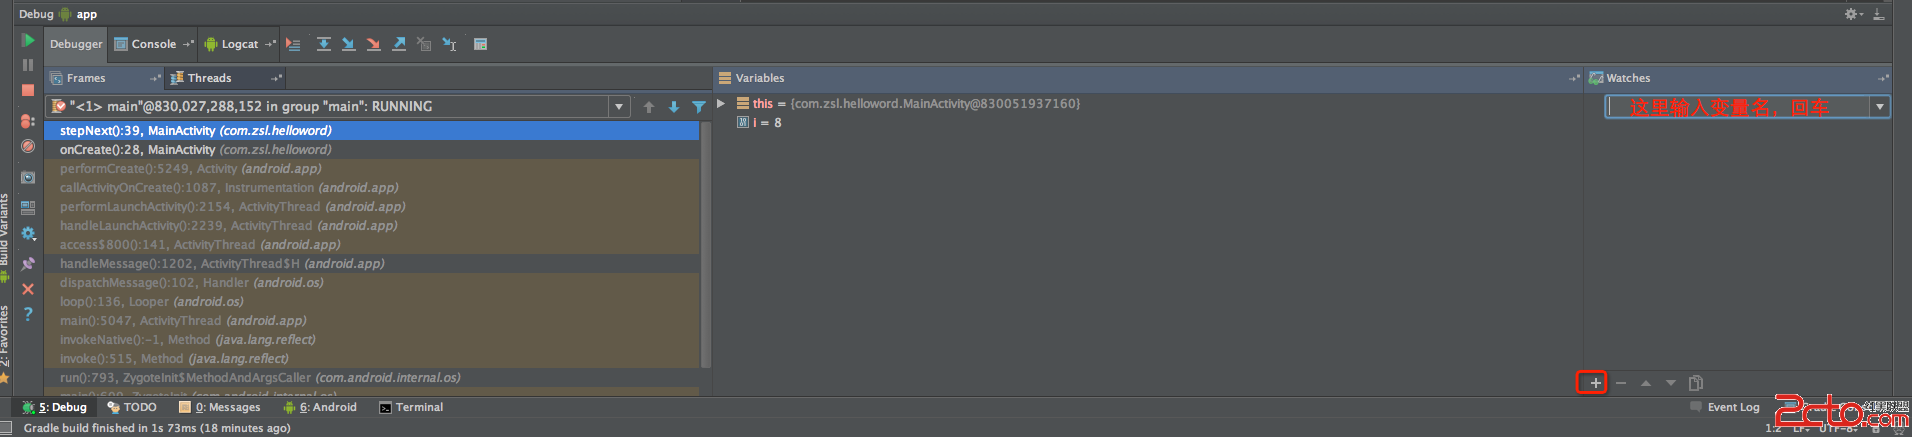 Debug app
Debugger Console Logcat
Frames Threads Variables Watches
"<1> main"@830,027,288,152 in group "main": RUNNING
this = {com.zsl.helloword.MainActivity@830051937160}
这里输入变量名，回车
i = 8
stepNext():39, MainActivity (com.zsl.helloword)
onCreate():28, MainActivity (com.zsl.helloword)
performCreate():5249, Activity (android.app)
callActivityOnCreate():1087, Instrumentation (android.app)
performLaunchActivity():2154, ActivityThread (android.app)
handleLaunchActivity():2239, ActivityThread (android.app)
access$800():141, ActivityThread (android.app)
handleMessage():1202, ActivityThread$H (android.app)
dispatchMessage():102, Handler (android.os)
loop():136, Looper (android.os)
main():5047, ActivityThread (android.app)
invokeNative():-1, Method (java.lang.reflect)
invoke():515, Method (java.lang.reflect)
run():793, ZygoteInit$MethodAndArgsCaller (com.android.internal.os)
Build Variants
2: Favorites
5: Debug TODO 0: Messages 6: Android Terminal Event Log
Gradle build finished in 1s 73ms (18 minutes ago)
1:2 LF UTF-8
2cto.com